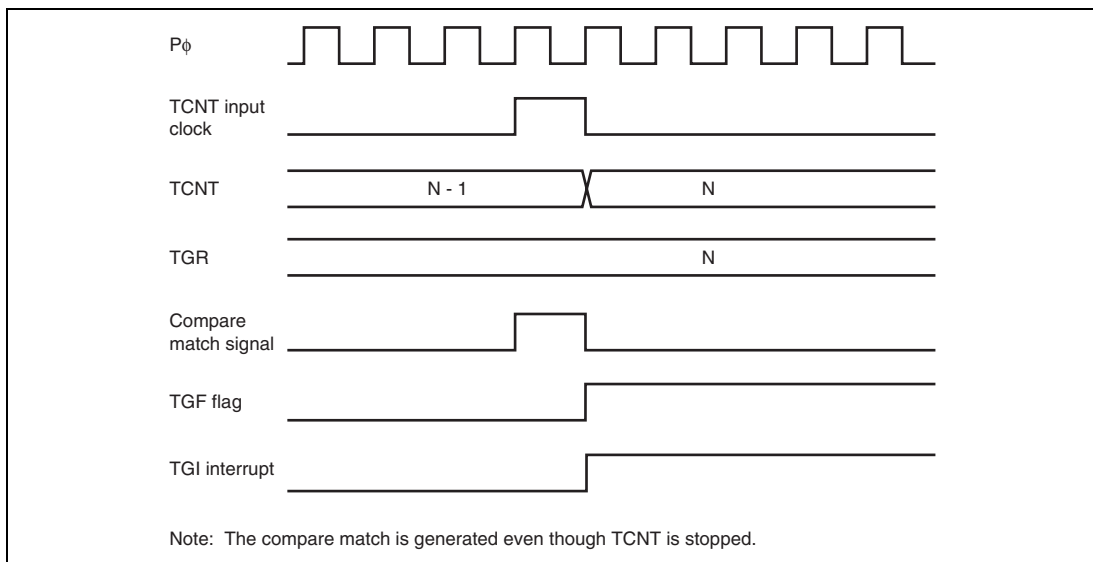 Pφ
TCNT input
clock
TCNT
N - 1
N
TGR
N
Compare
match signal
TGF flag
TGI interrupt
Note: The compare match is generated even though TCNT is stopped.